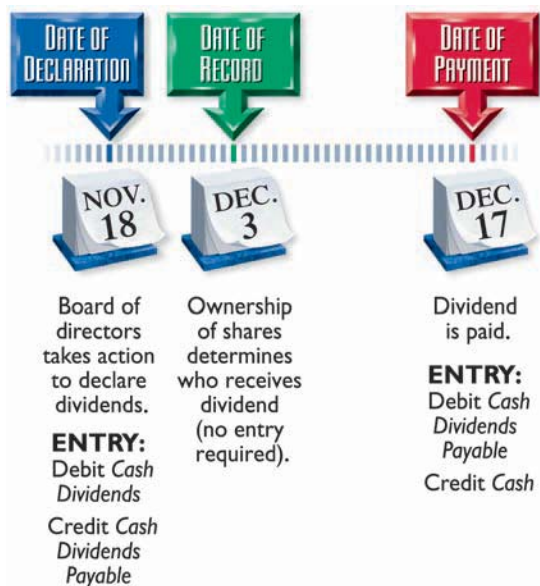 DATE OF
DECLARATION
DATE OF
RECORD
DATE OF
PAYMENT
NOV.
18
DEC.
3
DEC.
17
Board of
directors
takes action
to declare
dividends.
ENTRY:
Debit Cash
Dividends
Credit Cash
Dividends
Payable
Ownership
of shares
determines
who receives
dividend
(no entry
required).
Dividend
is paid.
ENTRY:
Debit Cash
Dividends
Payable
Credit Cash